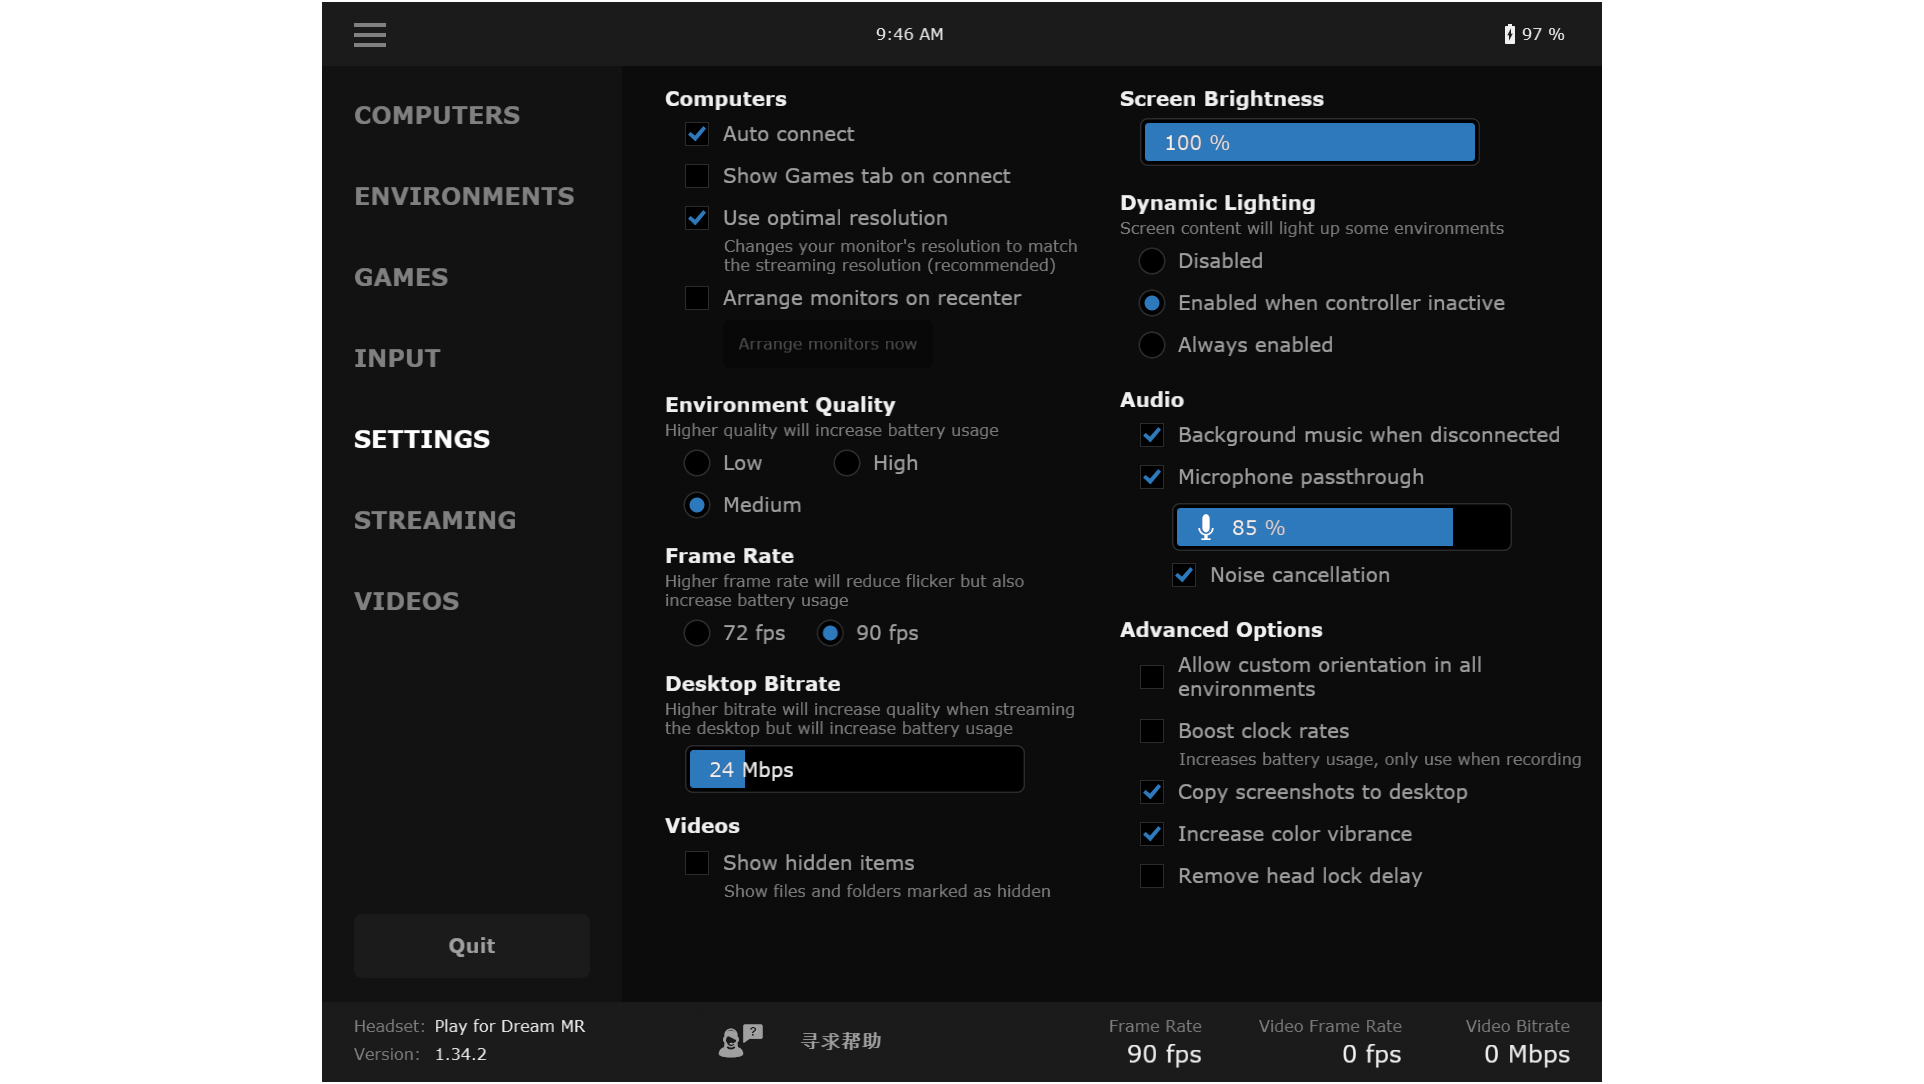 9:46 AM
97 %
COMPUTERS
ENVIRONMENTS
GAMES
INPUT
SETTINGS
STREAMING
VIDEOS
Quit
Computers
Auto connect
Show Games tab on connect
Use optimal resolution
Changes your monitor's resolution to match
the streaming resolution (recommended)
Arrange monitors on recenter
Arrange monitors now
Environment Quality
Higher quality will increase battery usage
Low
High
Medium
Frame Rate
Higher frame rate will reduce flicker but also
increase battery usage
72 fps
90 fps
Desktop Bitrate
Higher bitrate will increase quality when streaming
the desktop but will increase battery usage
24 Mbps
Videos
Show hidden items
Show files and folders marked as hidden
Screen Brightness
100 %
Dynamic Lighting
Screen content will light up some environments
Disabled
Enabled when controller inactive
Always enabled
Audio
Background music when disconnected
Microphone passthrough
85 %
Noise cancellation
Advanced Options
Allow custom orientation in all
environments
Boost clock rates
Increases battery usage, only use when recording
Copy screenshots to desktop
Increase color vibrance
Remove head lock delay
Headset: Play for Dream MR
Version: 1.34.2
?
寻求帮助
Frame Rate
90 fps
Video Frame Rate
0 fps
Video Bitrate
0 Mbps